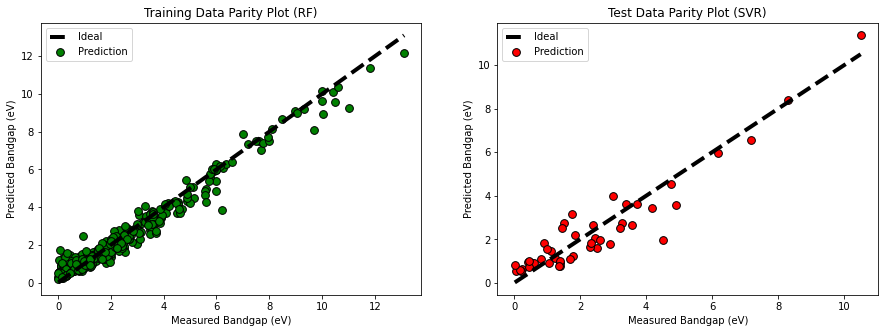 Training Data Parity Plot (RF)
Ideal
Prediction
12
10
8
6
4
2
0
Predicted Bandgap (eV)
0 2 4 6 8 10 12
Measured Bandgap (eV)
Test Data Parity Plot (SVR)
Ideal
Prediction
10
8
6
4
2
0
Predicted Bandgap (eV)
0 2 4 6 8 10
Measured Bandgap (eV)